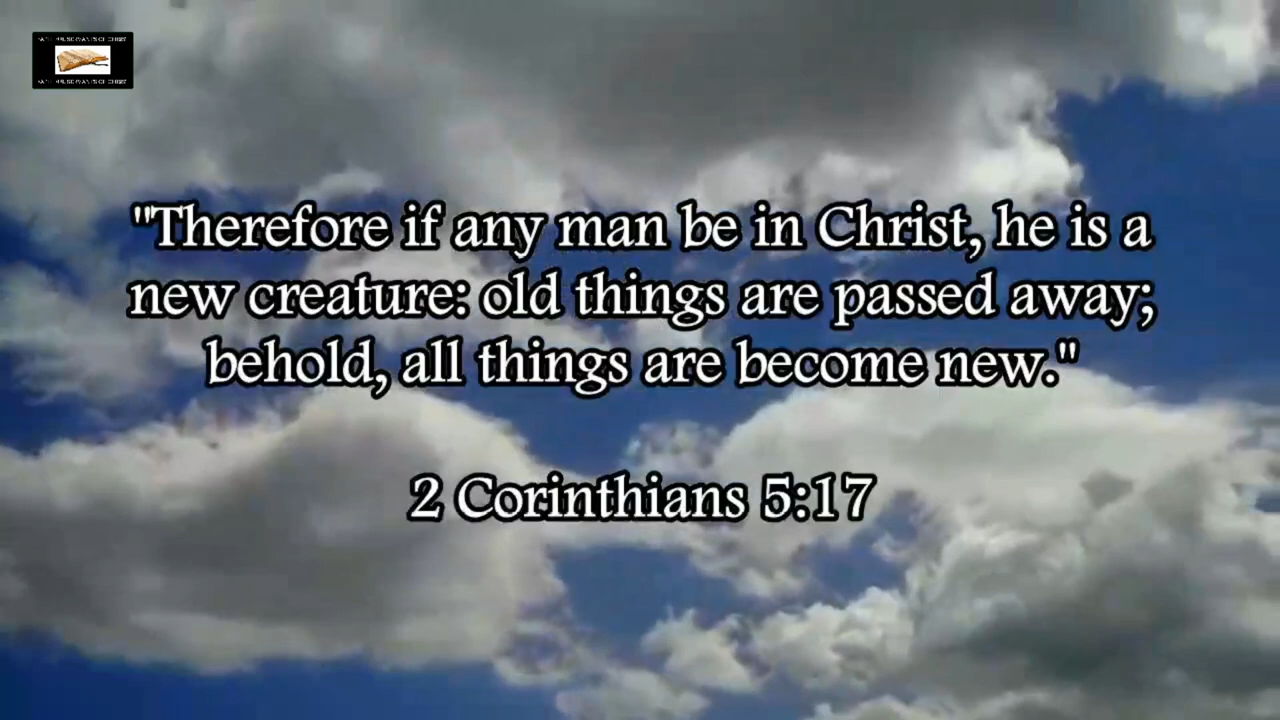 "Therefore if any man be in Christ, he is a
new creature: old things are passed away;
behold, all things are become new."
2 Corinthians 5:17